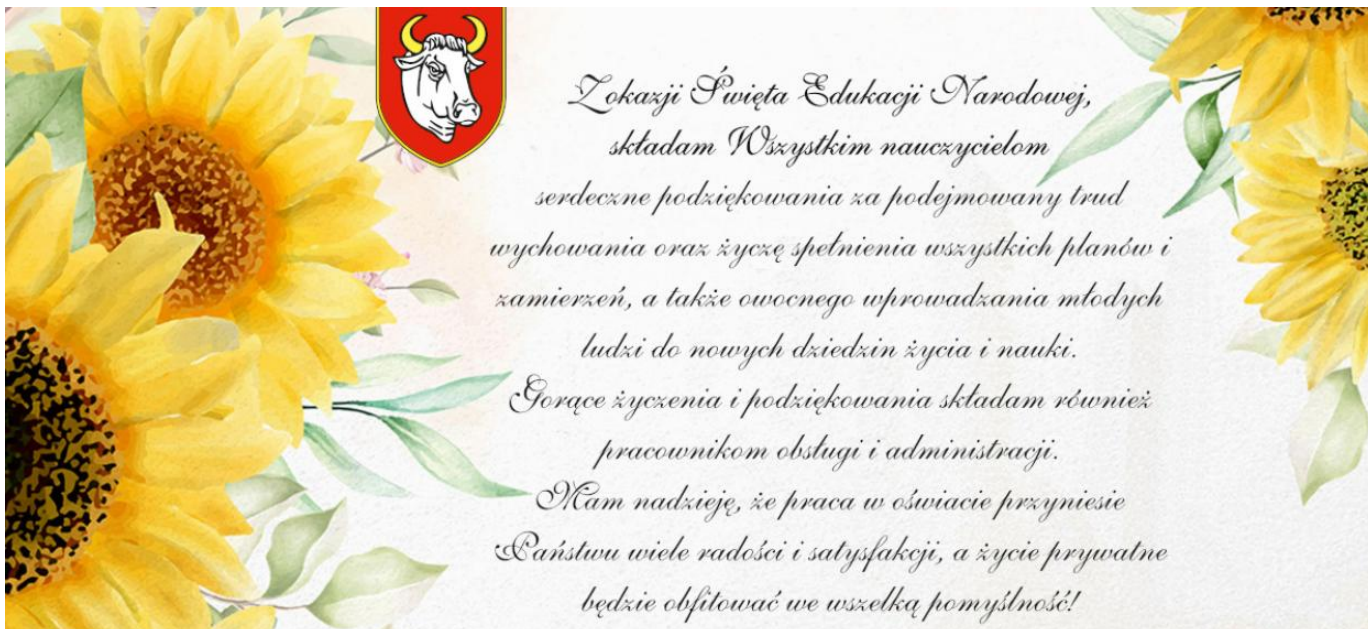 Z okazji Święta Edukacji Narodowej,
składam Wszystkim nauczycielom
serdeczne podziękowania za podejmowany trud
wychowania oraz życzę spełnienia wszystkich planów i
zamierzeń, a także owocnego wprowadzania młodych
ludzi do nowych dziedzin życia i nauki.
Gorące życzenia i podziękowania składam również
pracownikom obsługi i administracji.
Mam nadzieję, że praca w oświacie przyniesie
Państwu wiele radości i satysfakcji, a życie prywatne
będzie obfitować we wszelką pomyślność!